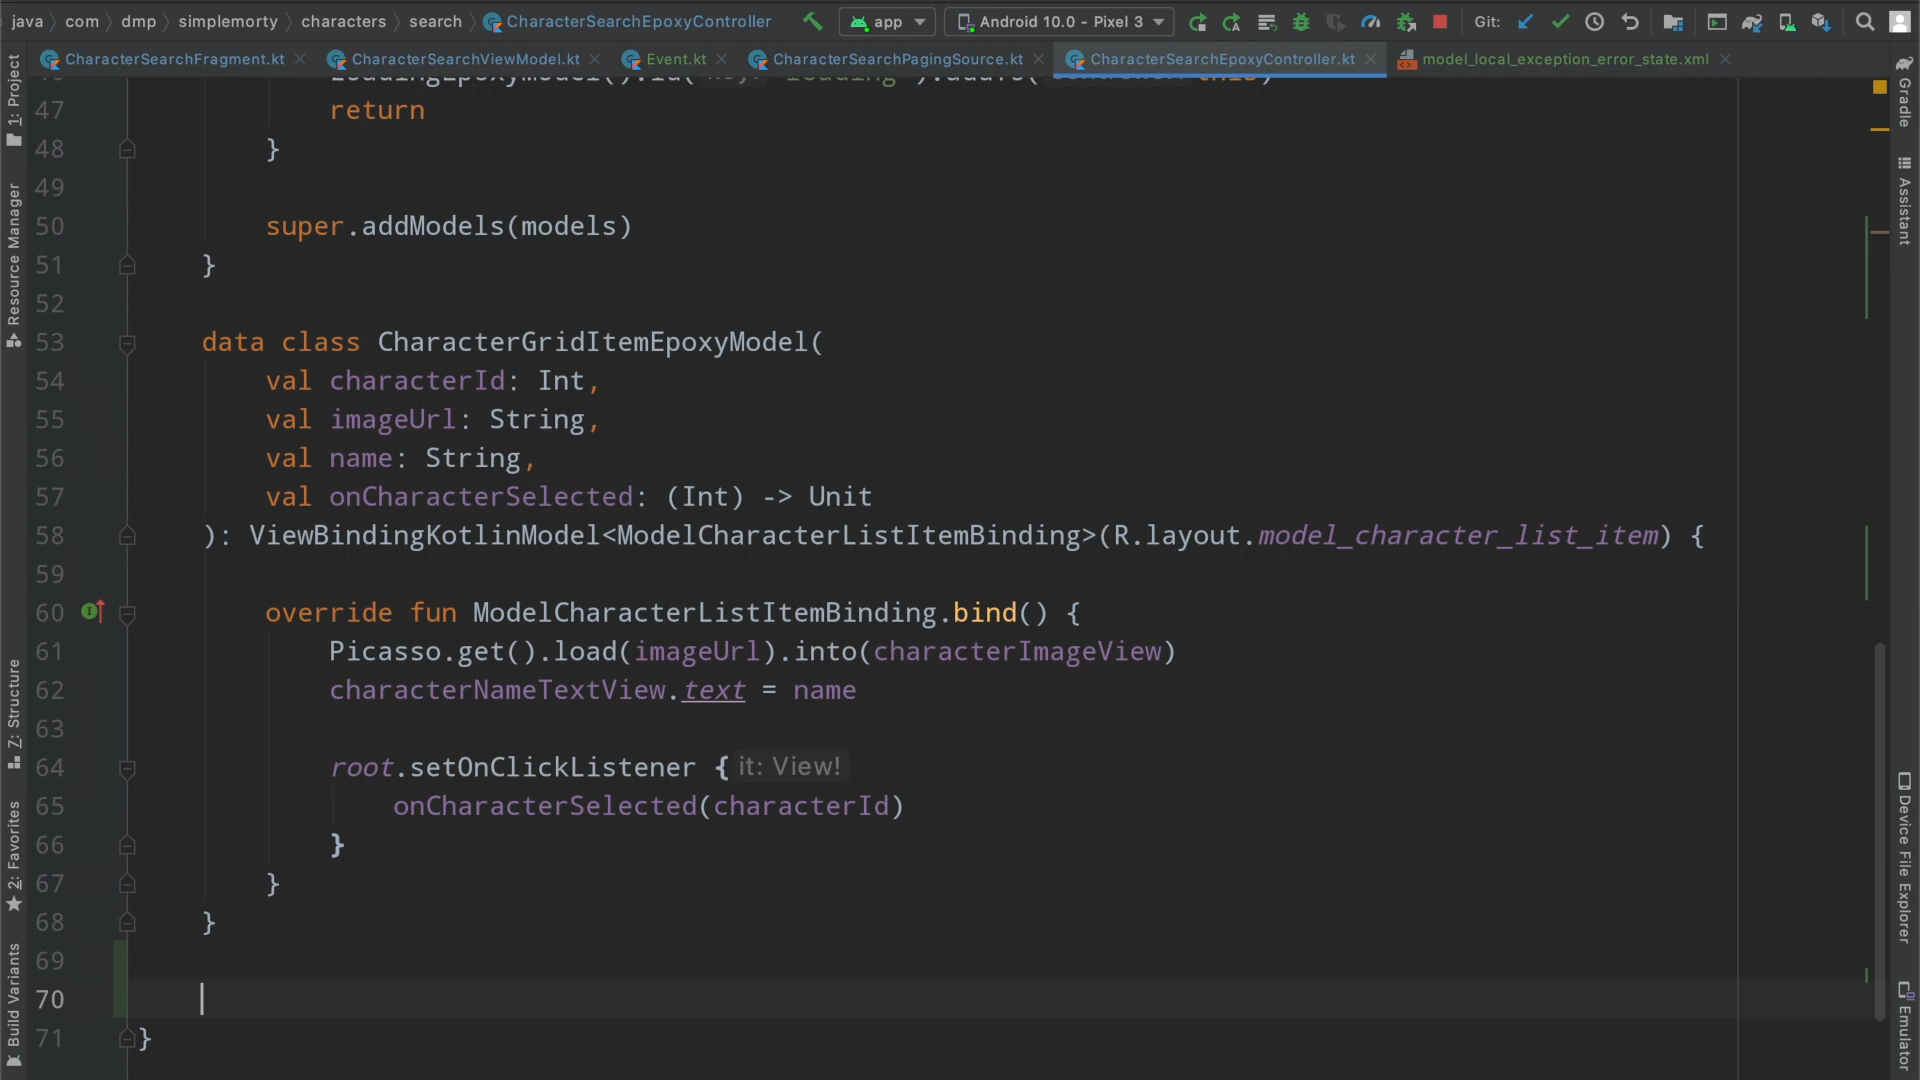 java com dmp simplemorty characters search CharacterSearchEpoxyController app Android 10.0 - Pixel 3 Git:
CharacterSearchFragment.kt CharacterSearchViewModel.kt Event.kt CharacterSearchPagingSource.kt CharacterSearchEpoxyController.kt model_local_exception_error_state.xml
47 return
48 }
49
50 super.addModels(models)
51 }
52
53 data class CharacterGridItemEpoxyModel(
54 val characterId: Int,
55 val imageUrl: String,
56 val name: String,
57 val onCharacterSelected: (Int) -> Unit
58 ): ViewBindingKotlinModel<ModelCharacterListItemBinding>(R.layout.model_character_list_item) {
59
60 override fun ModelCharacterListItemBinding.bind() {
61 Picasso.get().load(imageUrl).into(characterImageView)
62 characterNameTextView.text = name
63
64 root.setOnClickListener { it: View!
65 onCharacterSelected(characterId)
66 }
67 }
68 }
69
70
71 }
1: Project
Resource Manager
Z: Structure
2: Favorites
Build Variants
Gradle
Assistant
Device File Explorer
Emulator